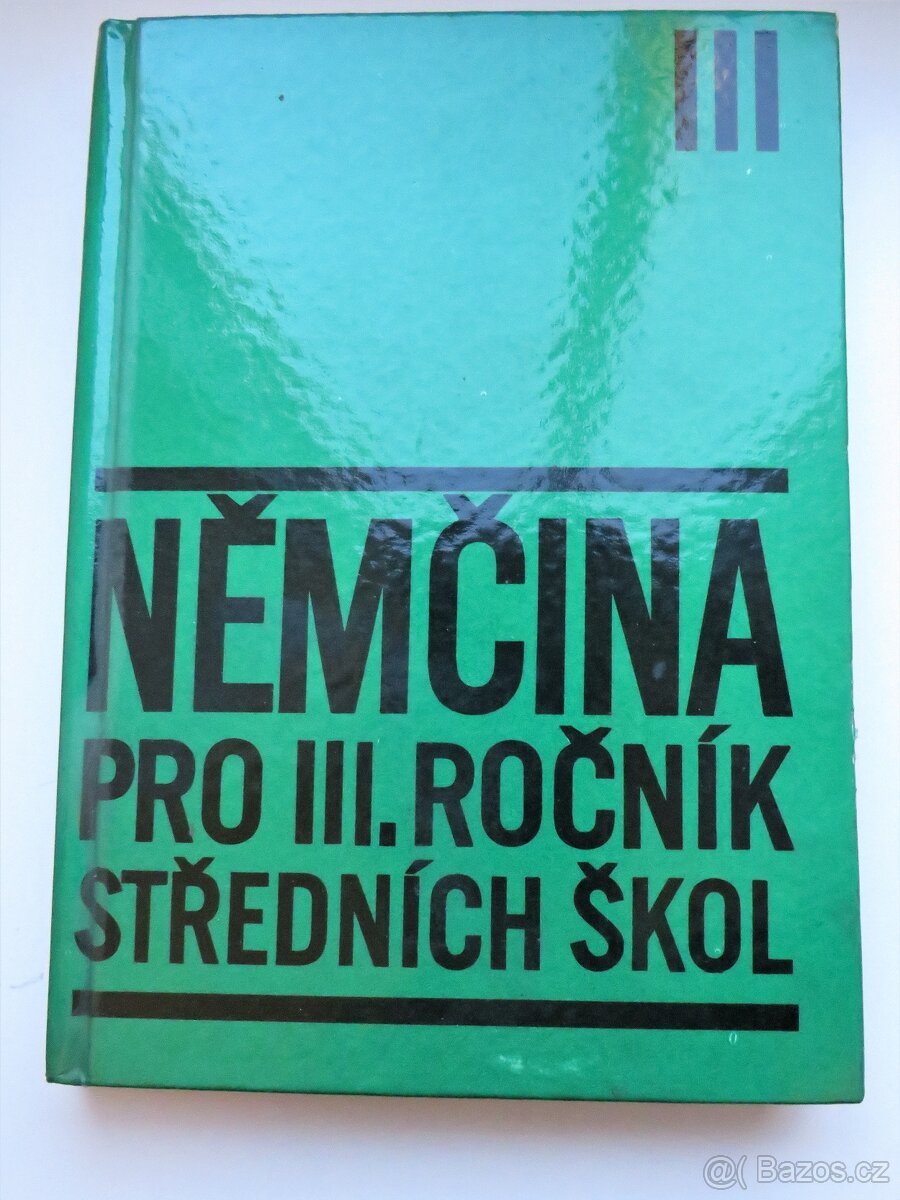 III
NĚMČINA
PRO III. ROČNÍK
STŘEDNÍCH ŠKOL
@( Bazos.cz